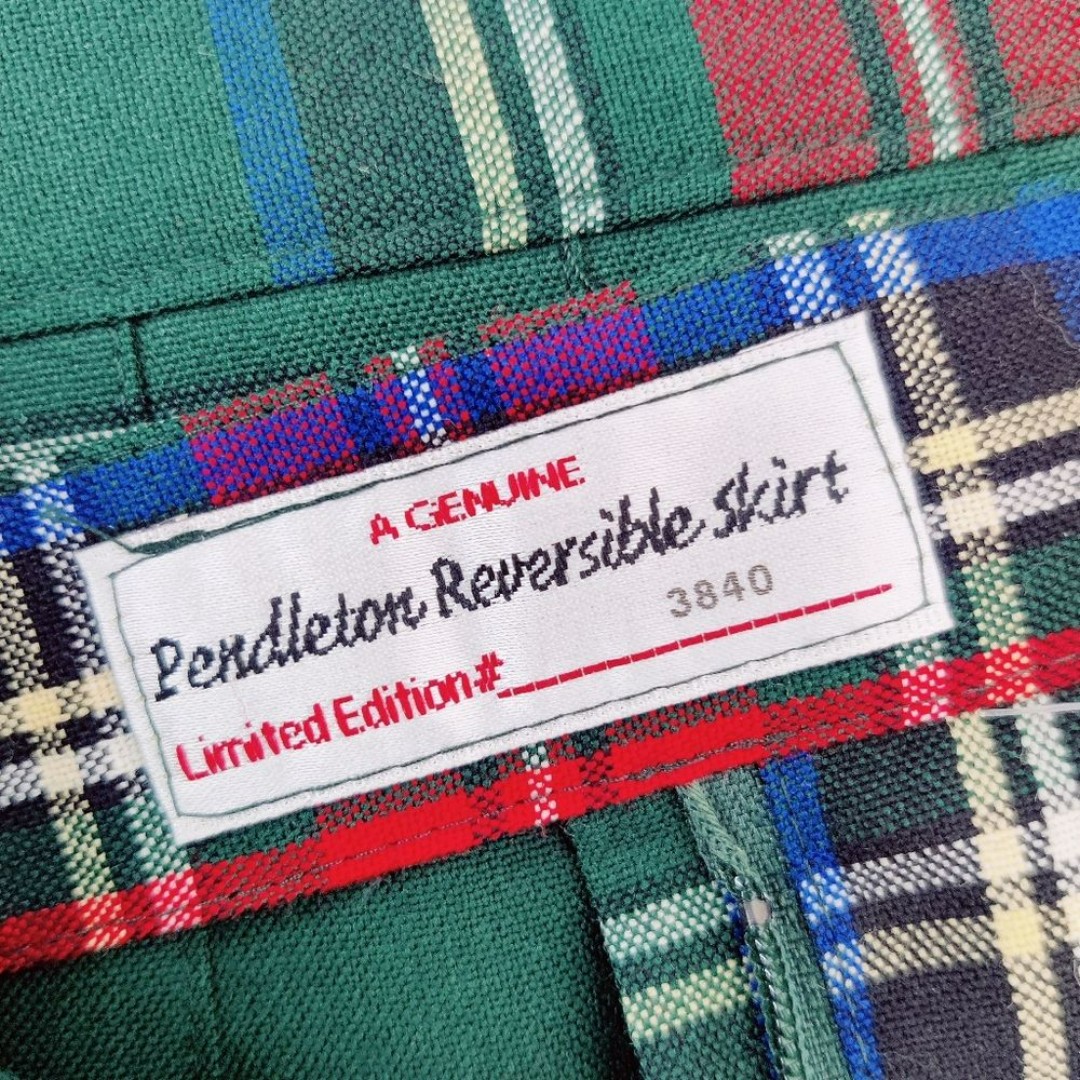 A GENUINE
Pendleton Reversible skirt
3840
Limited Edition#